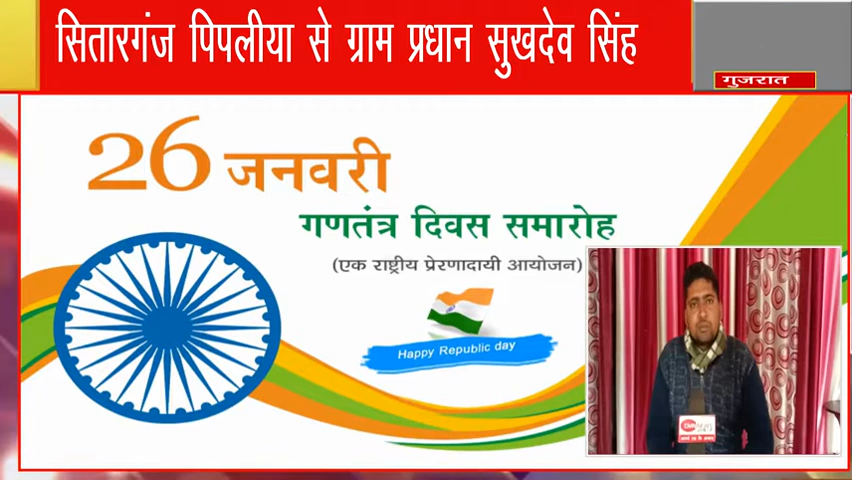 सितारगंज पिपलीया से ग्राम प्रधान सुखदेव सिंह
गुजरात
26 जनवरी
गणतंत्र दिवस समारोह
(एक राष्ट्रीय प्रेरणादायी आयोजन)
Happy Republic day